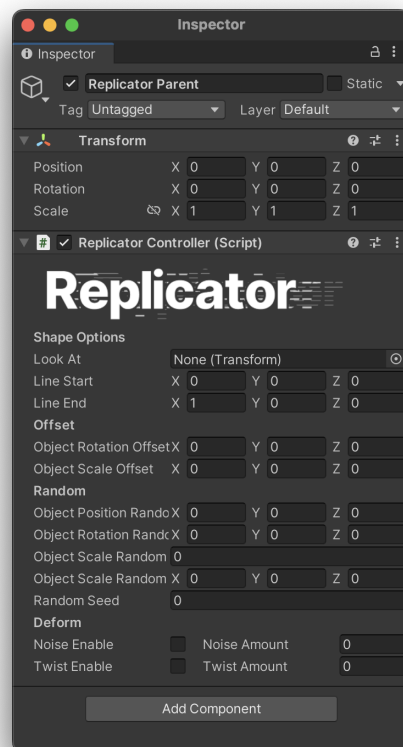 Inspector
Inspector
Replicator Parent Static
Tag Untagged Layer Default
Transform
Position X 0 Y 0 Z 0
Rotation X 0 Y 0 Z 0
Scale X 1 Y 1 Z 1
# Replicator Controller (Script)
Replicator
Shape Options
Look At None (Transform)
Line Start X 0 Y 0 Z 0
Line End X 1 Y 0 Z 0
Offset
Object Rotation Offset X 0 Y 0 Z 0
Object Scale Offset X 0 Y 0 Z 0
Random
Object Position Rando X 0 Y 0 Z 0
Object Rotation Randc X 0 Y 0 Z 0
Object Scale Random 0
Object Scale Random X 0 Y 0 Z 0
Random Seed 0
Deform
Noise Enable Noise Amount 0
Twist Enable Twist Amount 0
Add Component